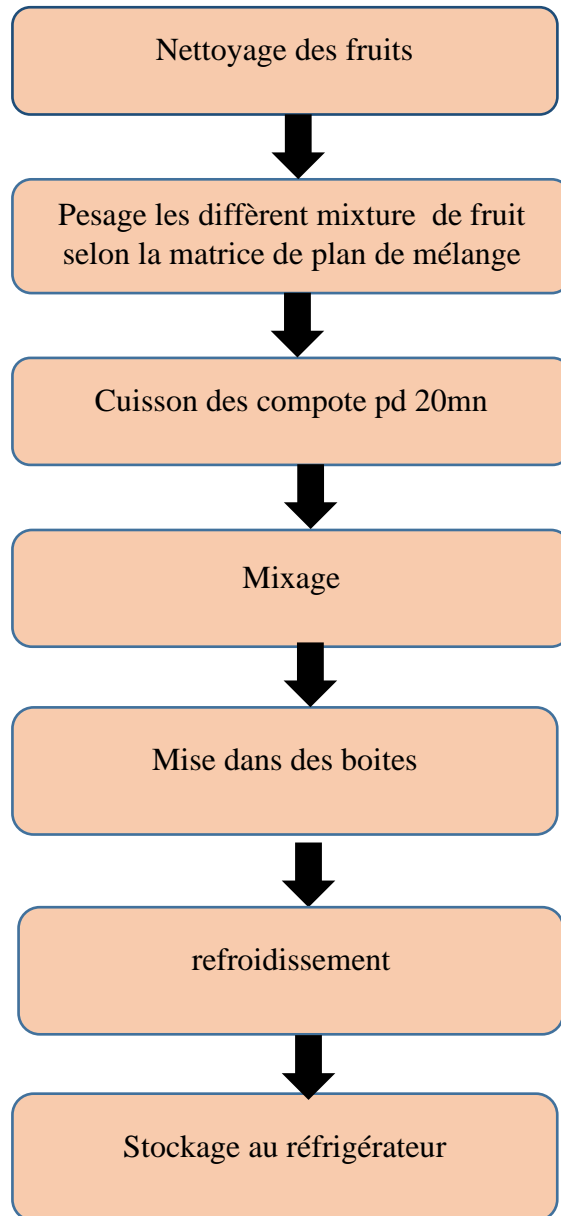 Nettoyage des fruits
Pesage les diffèrent mixture de fruit
selon la matrice de plan de mélange
Cuisson des compote pd 20mn
Mixage
Mise dans des boites
refroidissement
Stockage au réfrigérateur